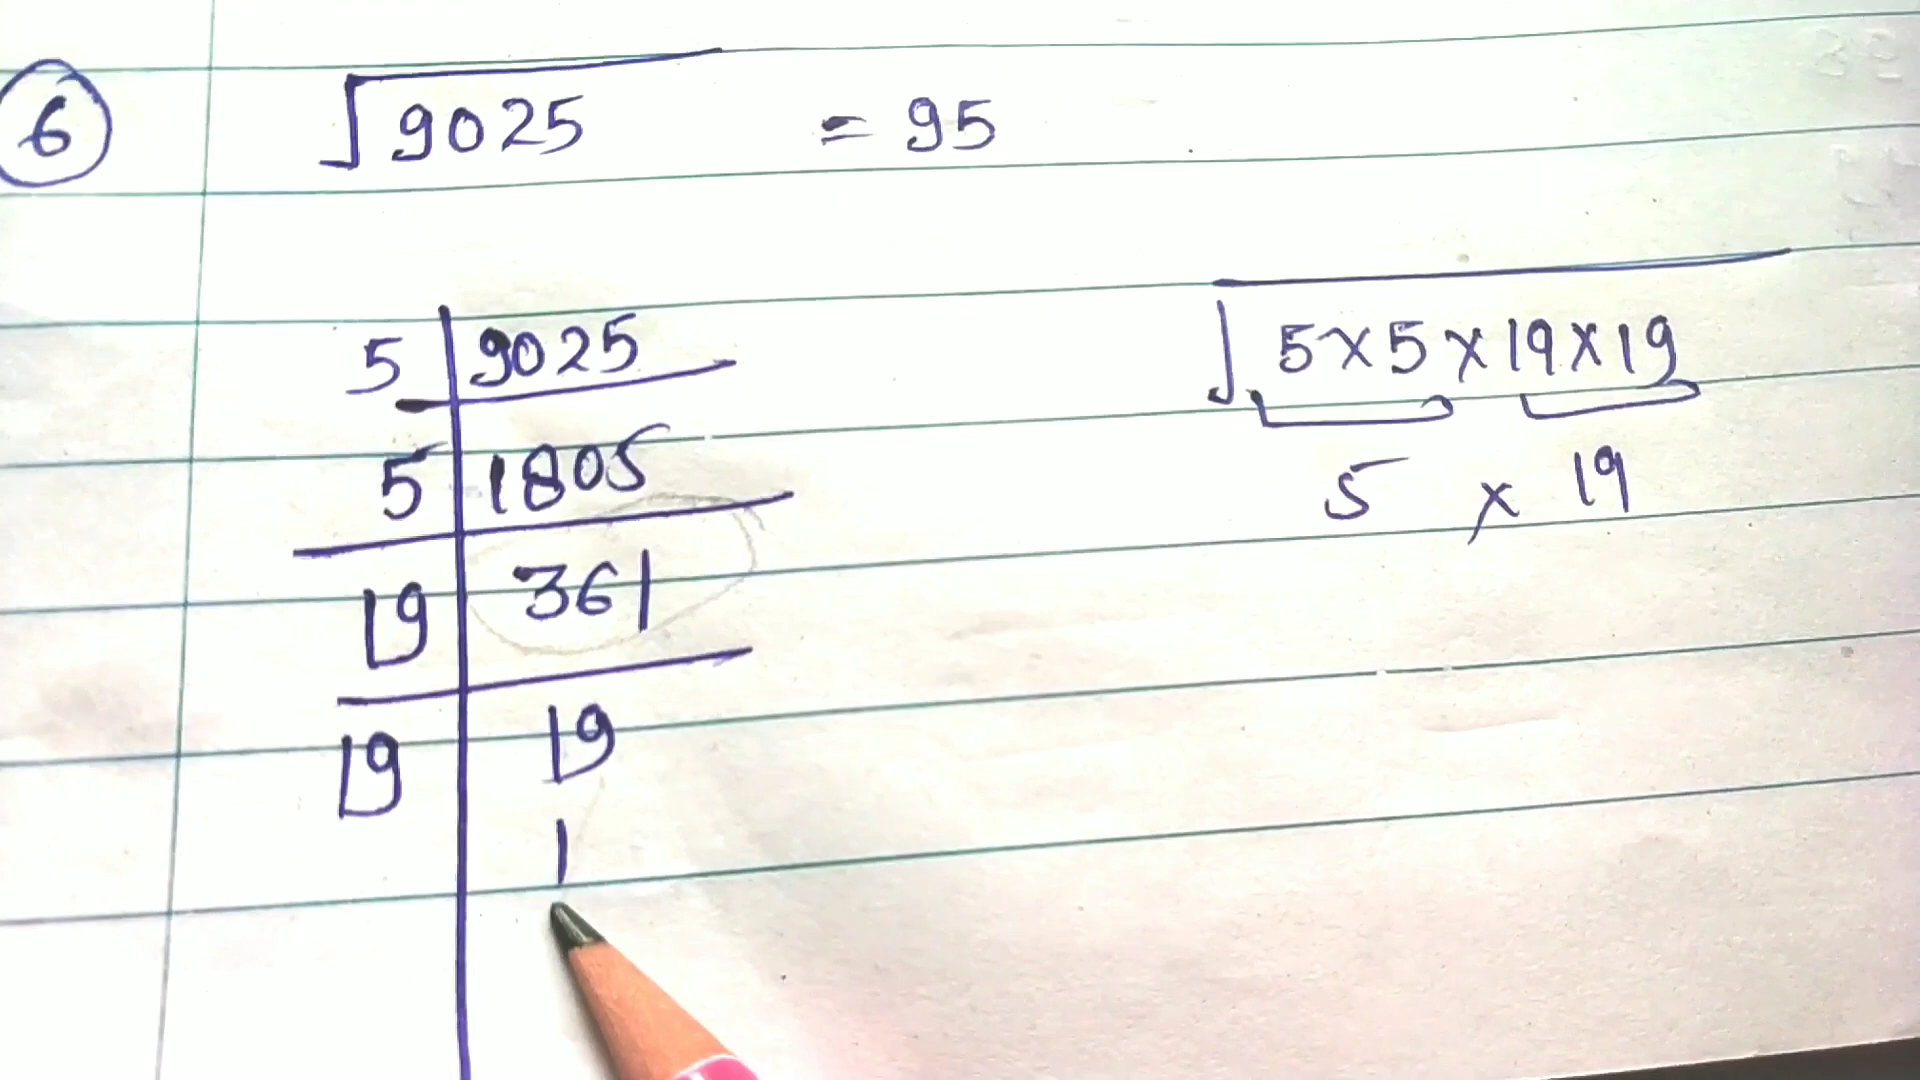 6 √9025 = 95
5 | 9025
5 | 1805
19 | 361
19 | 19
1
√5×5×19×19
5 × 19